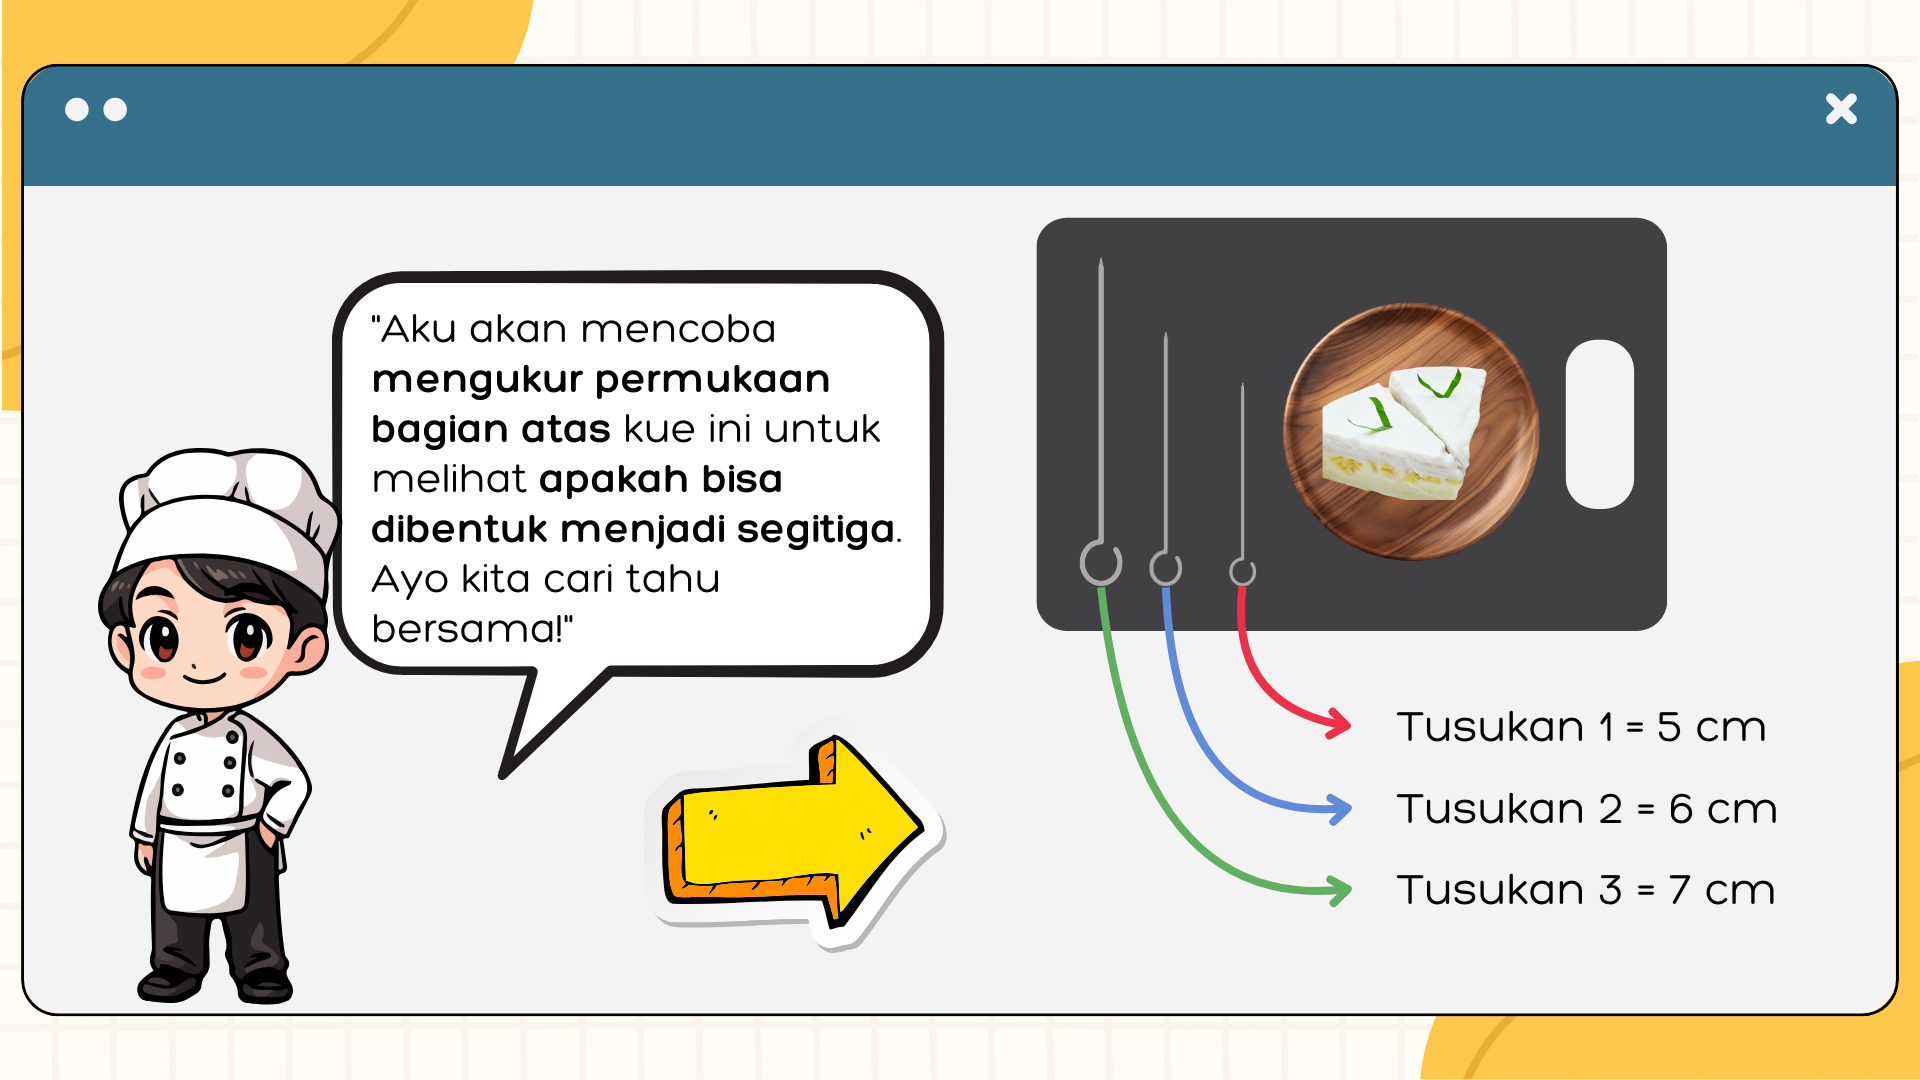 "Aku akan mencoba
mengukur permukaan
bagian atas kue ini untuk
melihat apakah bisa
dibentuk menjadi segitiga.
Ayo kita cari tahu
bersama!"
Tusukan 1 = 5 cm
Tusukan 2 = 6 cm
Tusukan 3 = 7 cm